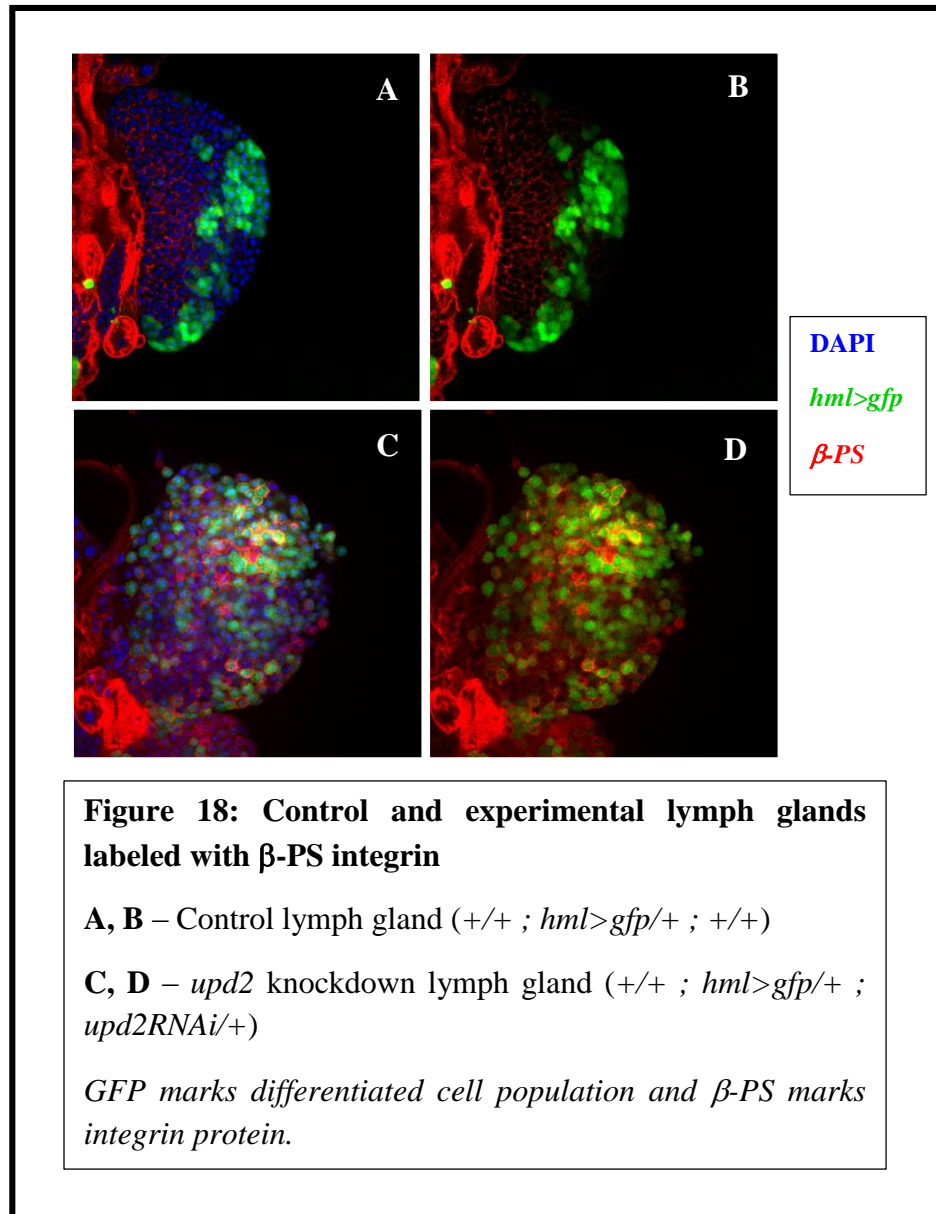 A
B
C
D
DAPI
hml>gfp
β-PS
Figure 18: Control and experimental lymph glands
labeled with β-PS integrin
A, B – Control lymph gland (+/+ ; hml>gfp/+ ; +/+)
C, D – upd2 knockdown lymph gland (+/+ ; hml>gfp/+ ;
upd2RNAi/+)
GFP marks differentiated cell population and β-PS marks
integrin protein.